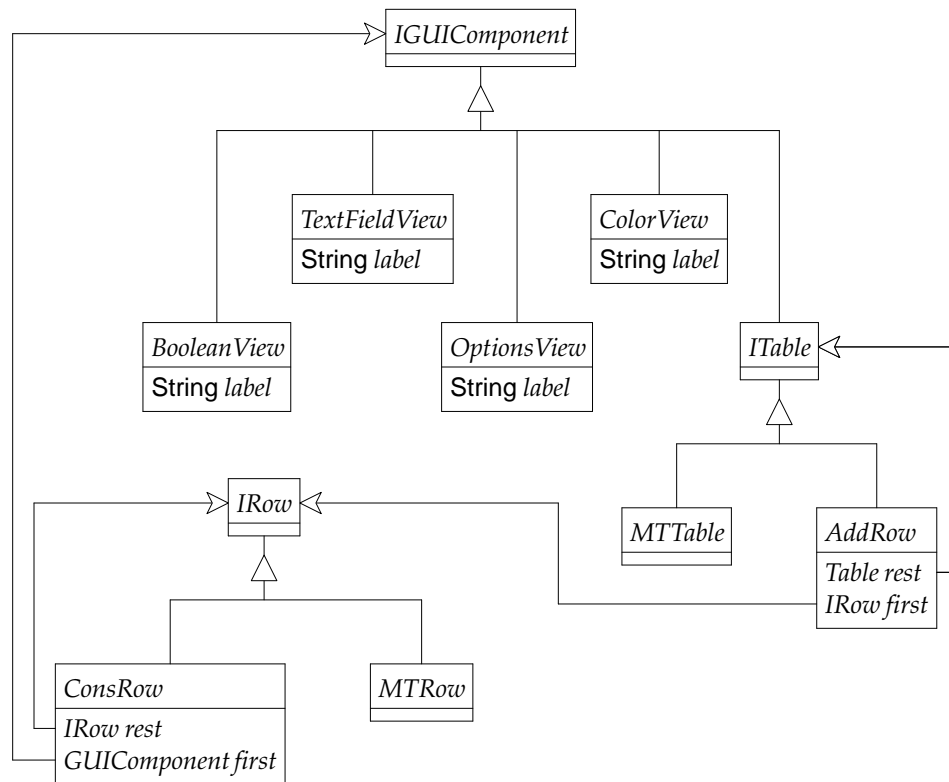 IGUIComponent
TextFieldView
String label
ColorView
String label
BooleanView
String label
OptionsView
String label
ITable
IRow
MTTable
AddRow
Table rest
IRow first
ConsRow
IRow rest
GUIComponent first
MTRow